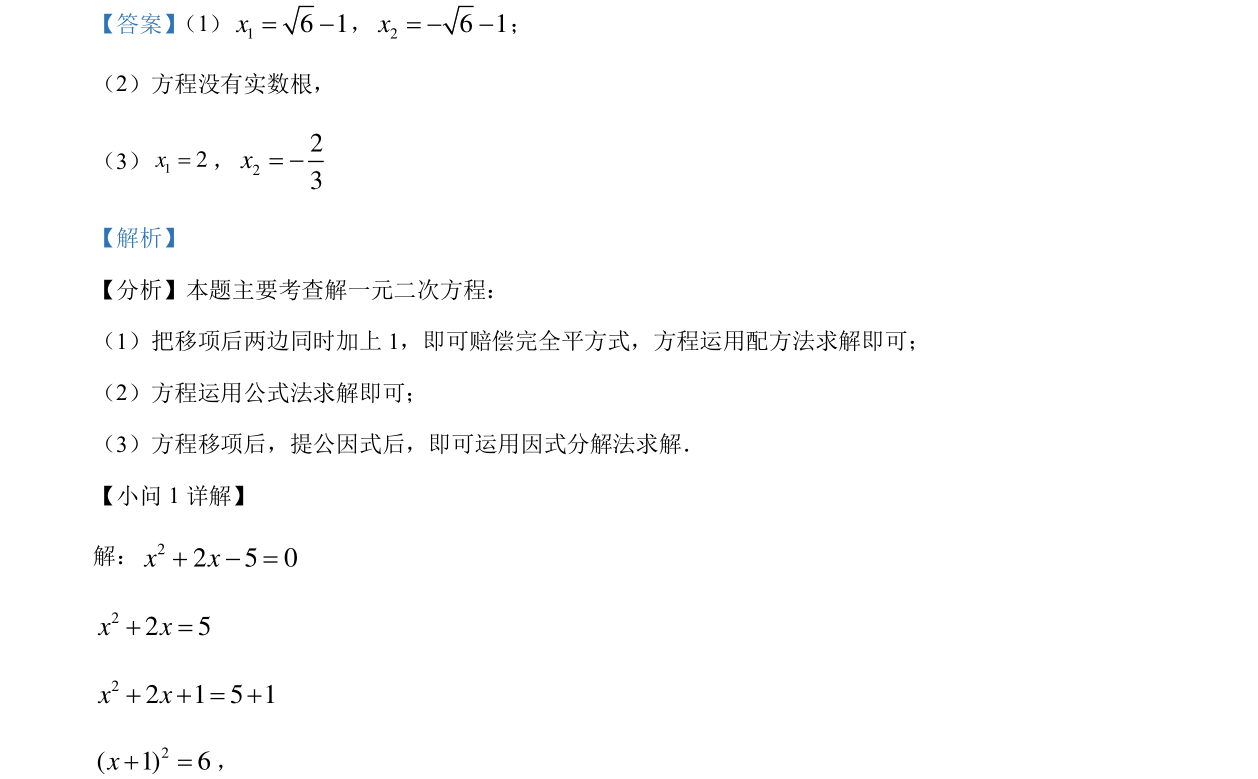 【答案】（1）x₁ = √6 −1， x₂ = −√6 −1；
（2）方程没有实数根，
（3）x₁ = 2， x₂ = −2/3
【解析】
【分析】本题主要考查解一元二次方程：
（1）把移项后两边同时加上 1，即可赔偿完全平方式，方程运用配方法求解即可；
（2）方程运用公式法求解即可；
（3）方程移项后，提公因式后，即可运用因式分解法求解．
【小问 1 详解】
解： x² + 2x − 5 = 0
x² + 2x = 5
x² + 2x +1 = 5 +1
(x +1)² = 6，